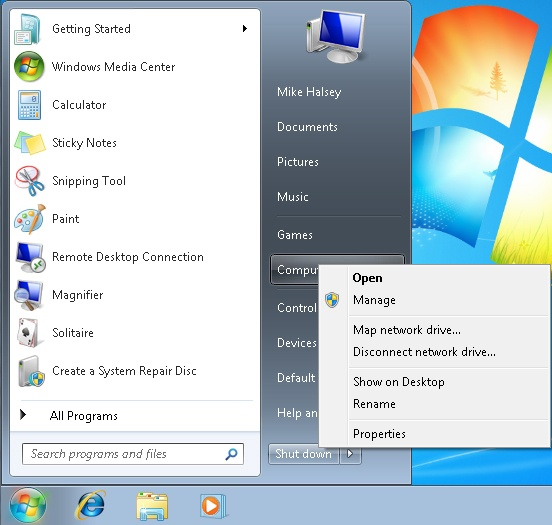 Getting Started
Windows Media Center
Calculator
Sticky Notes
Snipping Tool
Paint
Remote Desktop Connection
Magnifier
Solitaire
Create a System Repair Disc
All Programs
Search programs and files
Mike Halsey
Documents
Pictures
Music
Games
Compu
Control
Devices
Default
Help an
Shut down
Open
Manage
Map network drive...
Disconnect network drive...
Show on Desktop
Rename
Properties